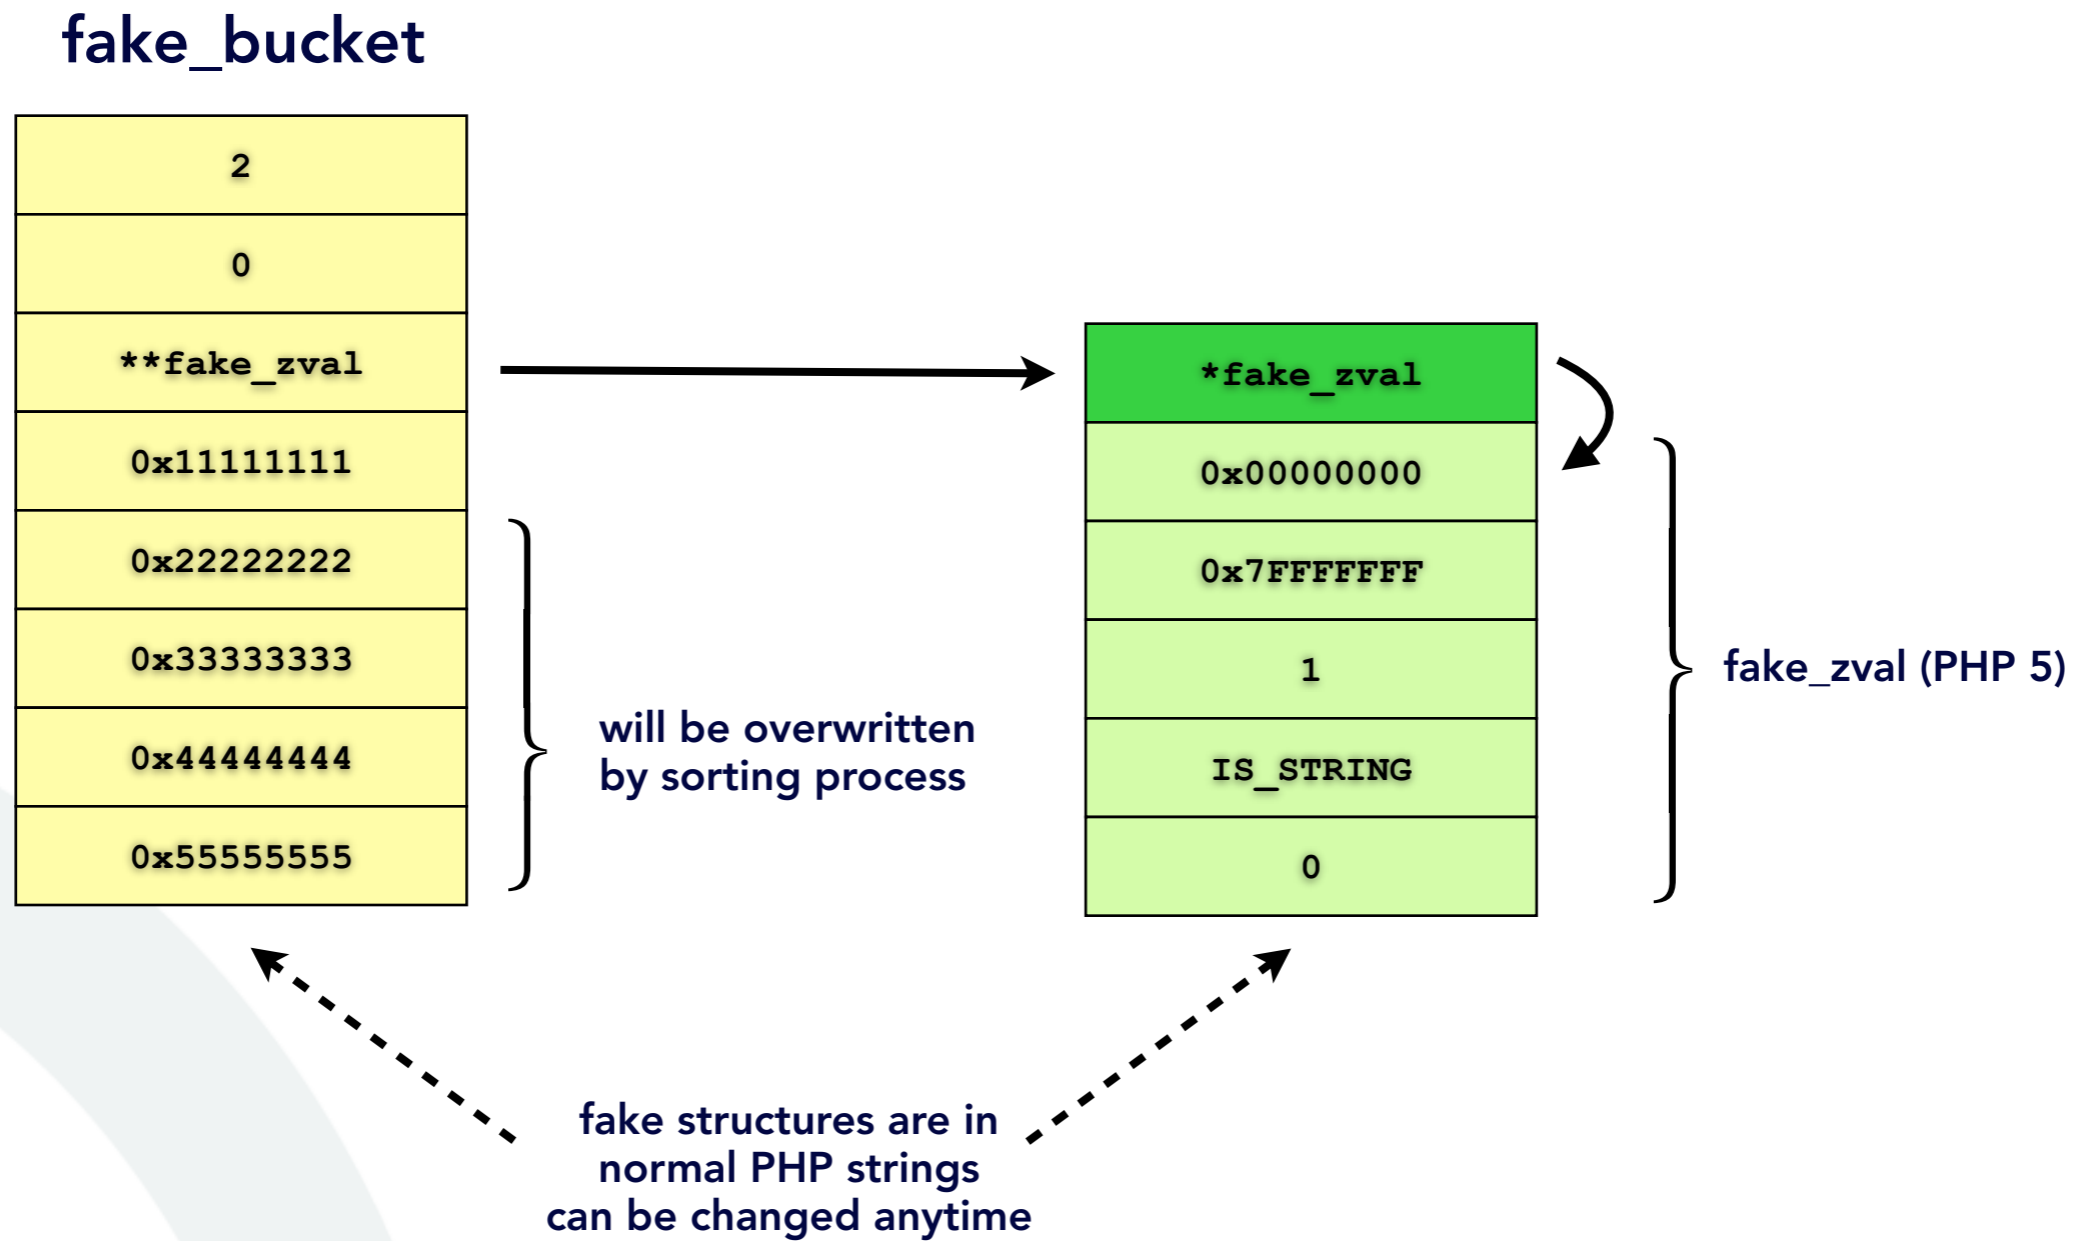 fake_bucket
2
0
**fake_zval
0x11111111
0x22222222
0x33333333
0x44444444
0x55555555
will be overwritten
by sorting process
*fake_zval
0x00000000
0x7FFFFFFF
1
IS_STRING
0
fake_zval (PHP 5)
fake structures are in
normal PHP strings
can be changed anytime